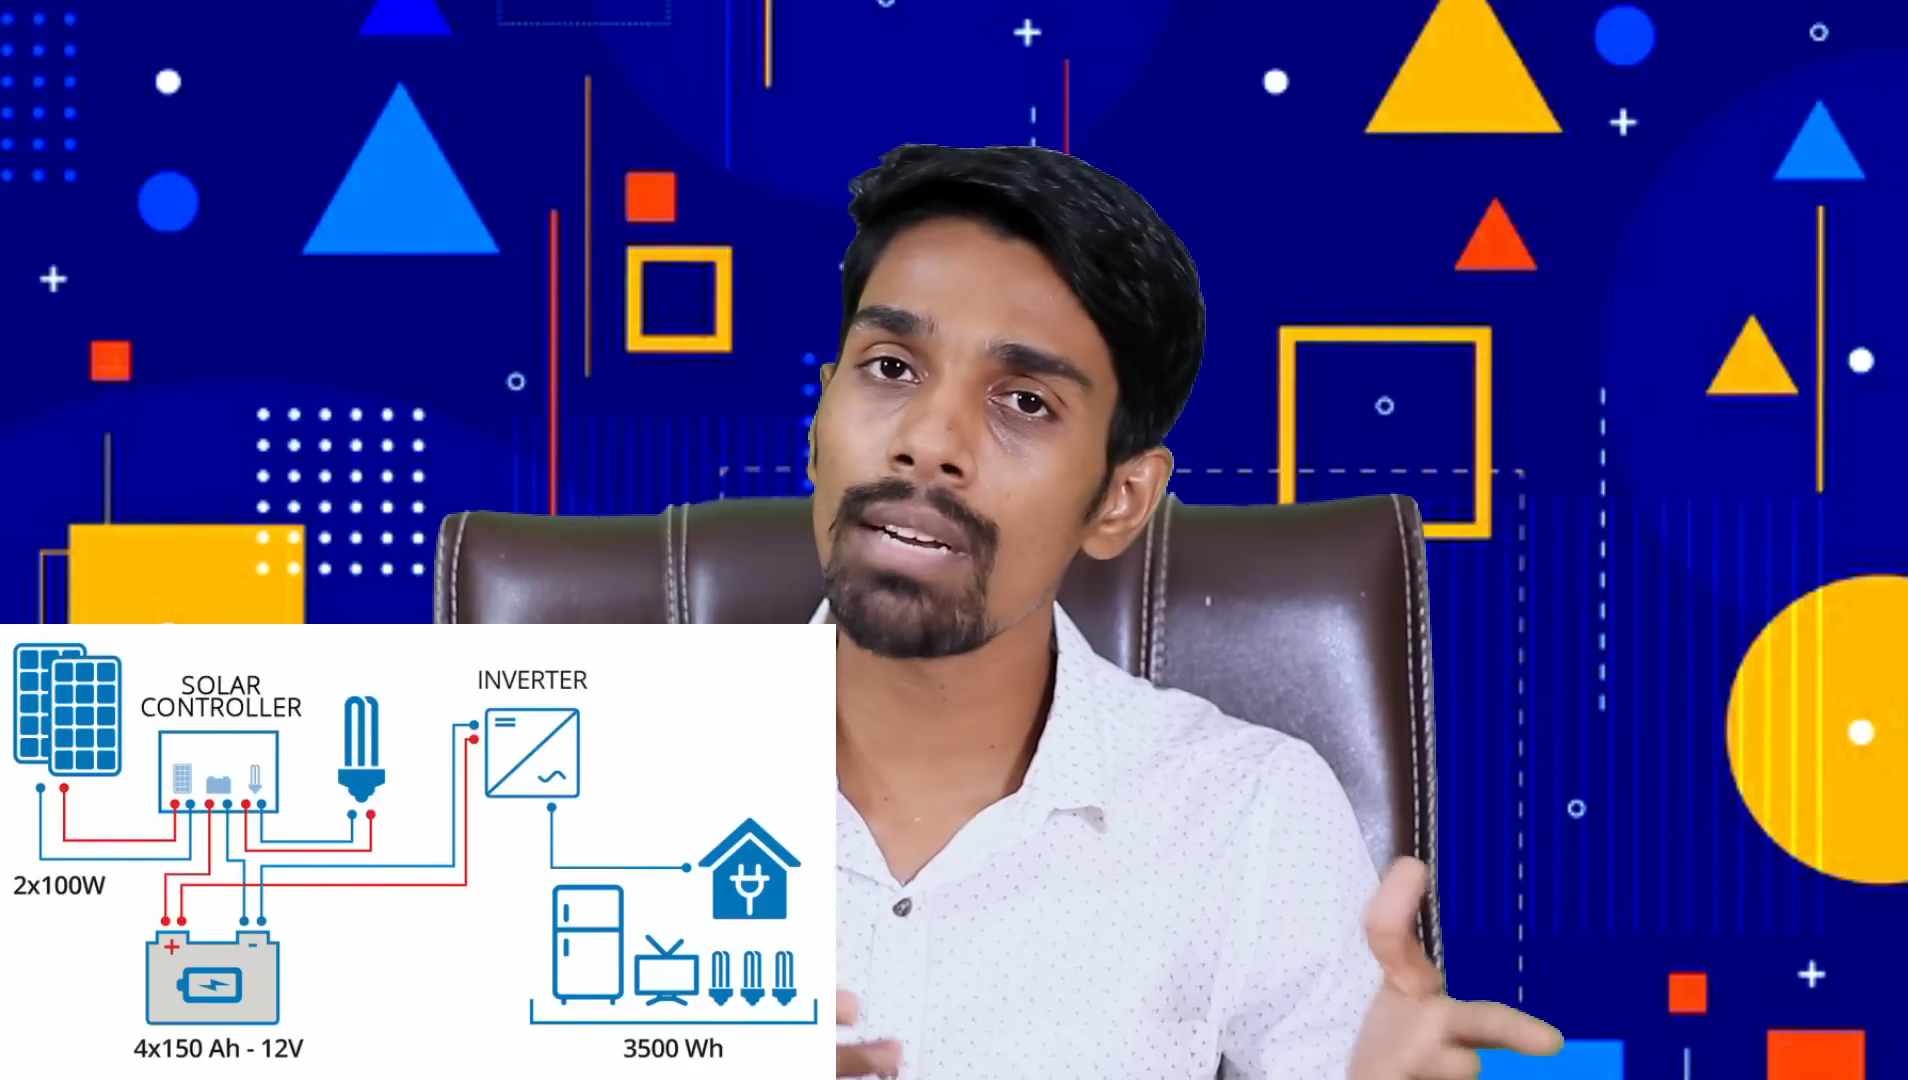 SOLAR
CONTROLLER
INVERTER
2x100W
+ -
4x150 Ah - 12V
3500 Wh